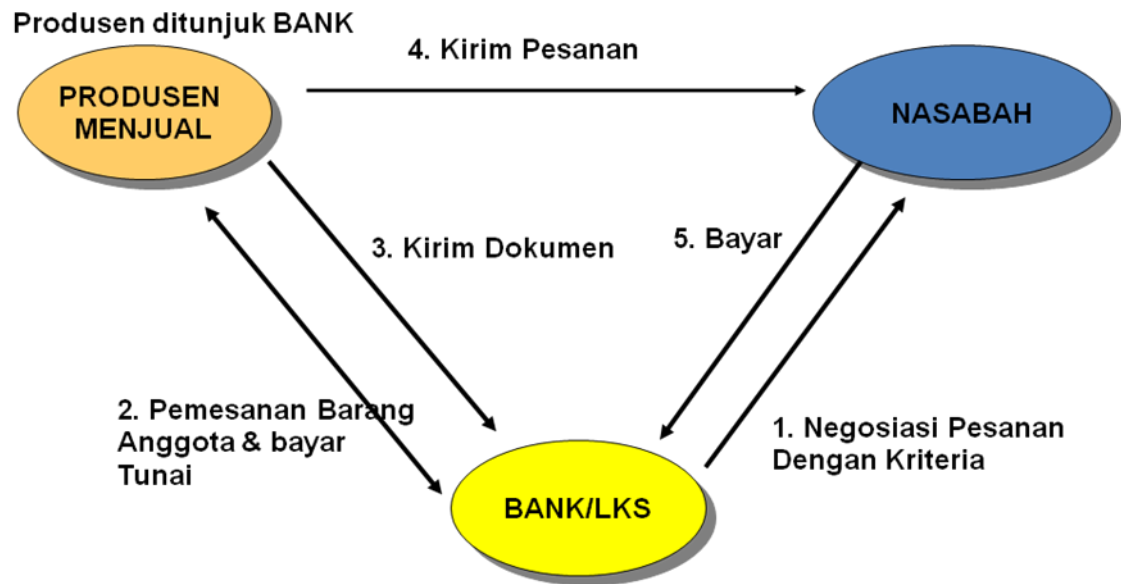 Produsen ditunjuk BANK
4. Kirim Pesanan
PRODUSEN
MENJUAL
NASABAH
3. Kirim Dokumen
5. Bayar
2. Pemesanan Barang
Anggota & bayar
Tunai
1. Negosiasi Pesanan
Dengan Kriteria
BANK/LKS